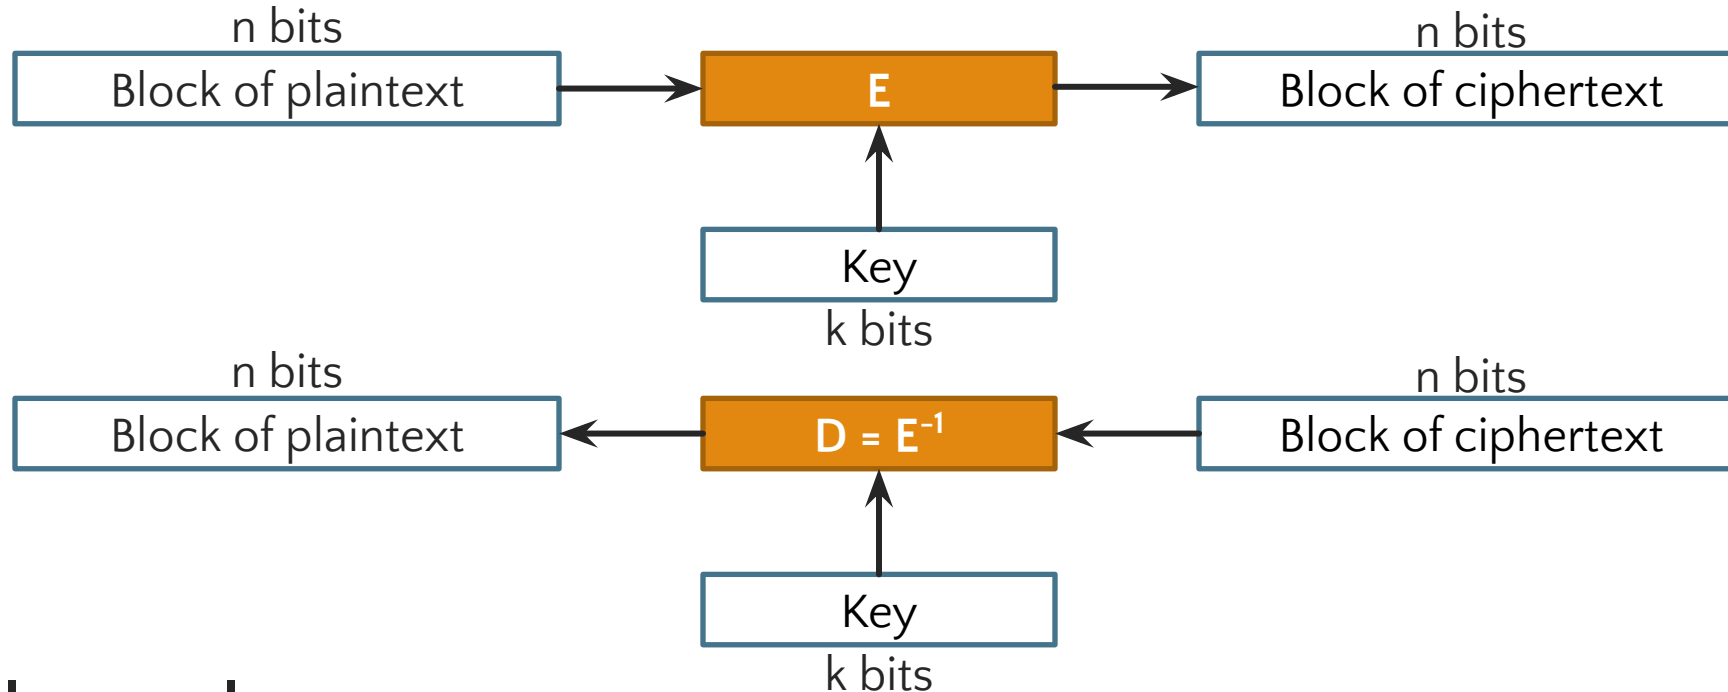 n bits
n bits
Block of plaintext
E
Block of ciphertext
Key
k bits
n bits
n bits
Block of plaintext
D = E⁻¹
Block of ciphertext
Key
k bits